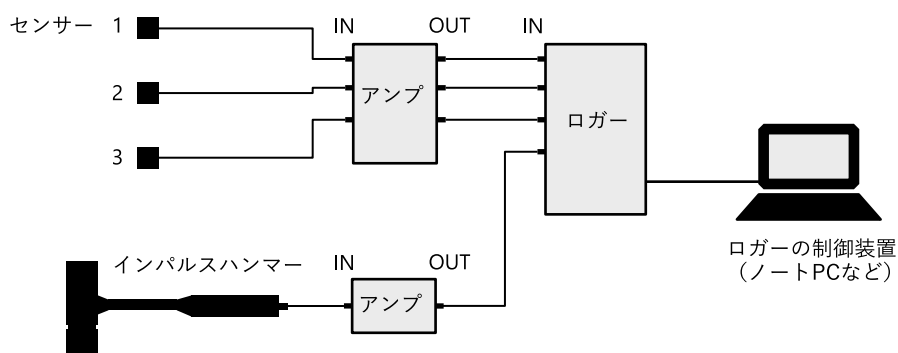 センサー 1
IN
OUT
IN
2
アンプ
ロガー
3
インパルスハンマー
IN
OUT
アンプ
ロガーの制御装置
（ノートPCなど）